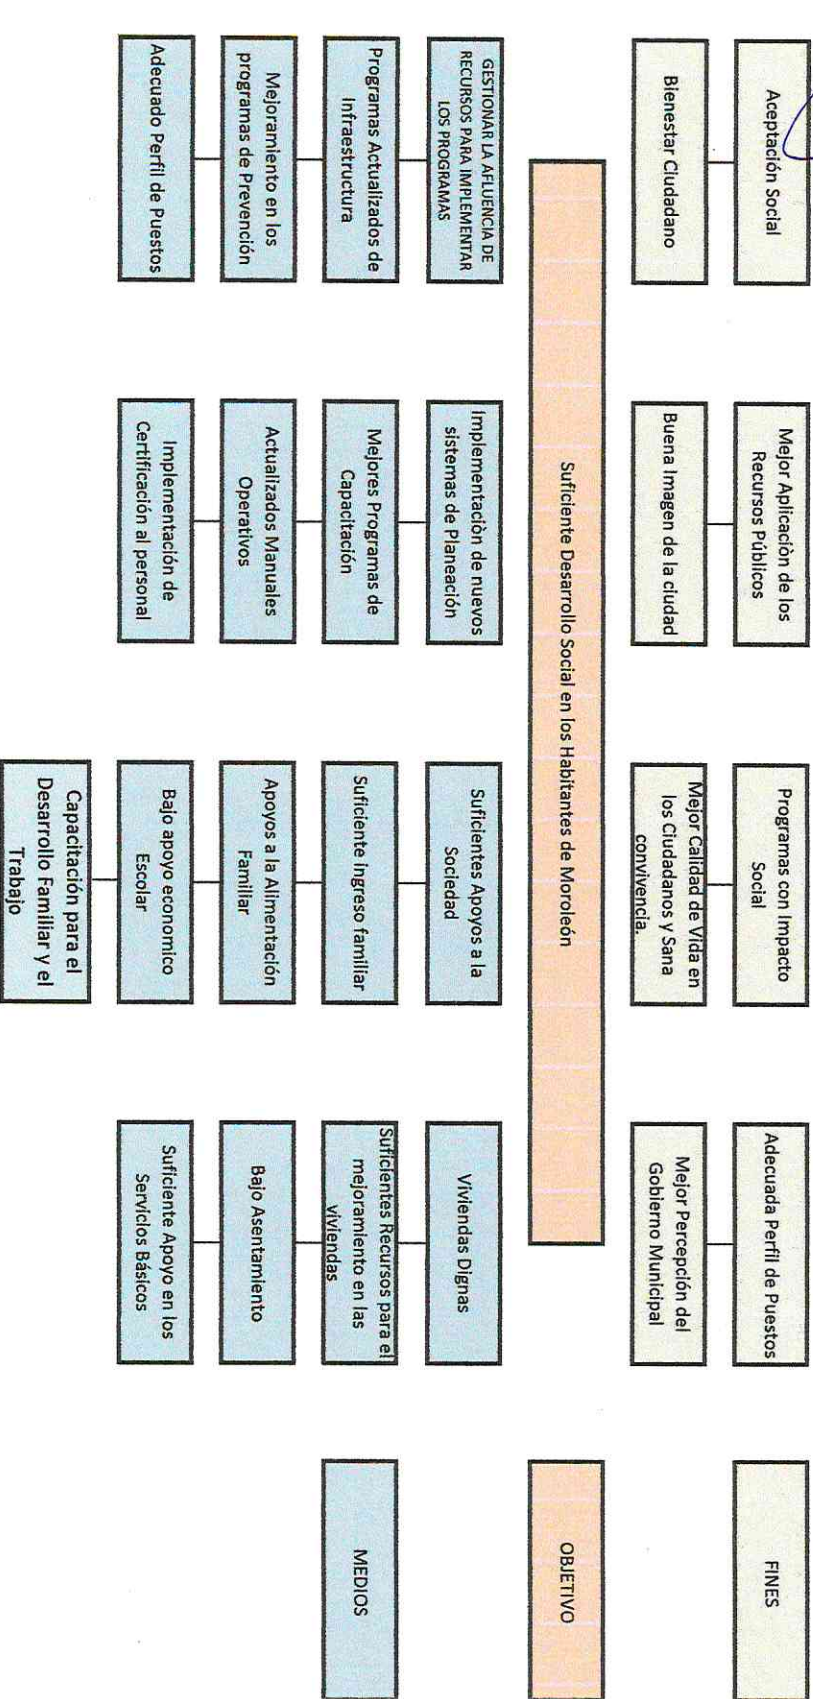 Aceptación Social
Mejor Aplicaciòn de los
Recursos Públicos
Programas con Impacto
Social
Adecuada Perfil de Puestos
FINES
Bienestar Ciudadano
Buena Imagen de la ciudad
Mejor Calidad de Vida en
los Ciudadanos y Sana
convivencia.
Mejor Percepción del
Gobierno Municipal
Suficiente Desarrollo Social en los Habitantes de Moroleón
OBJETIVO
GESTIONAR LA AFLUENCIA DE
RECURSOS PARA IMPLEMENTAR
LOS PROGRAMAS
Implementaciòn de nuevos
sistemas de Planeación
Suficientes Apoyos a la
Sociedad
Viviendas Dignas
Programas Actualizados de
Infraestructura
Mejores Programas de
Capacitación
Suficiente Ingreso familiar
Suficientes Recursos para el
mejoramiento en las
viviendas
MEDIOS
Mejoramiento en los
programas de Prevención
Actualizados Manuales
Operativos
Apoyos a la Alimentación
Familiar
Bajo Asentamiento
Adecuado Perfil de Puestos
Implementación de
Certificación al personal
Bajo apoyo economico
Escolar
Suficiente Apoyo en los
Servicios Básicos
Capacitación para el
Desarrollo Familiar y el
Trabajo